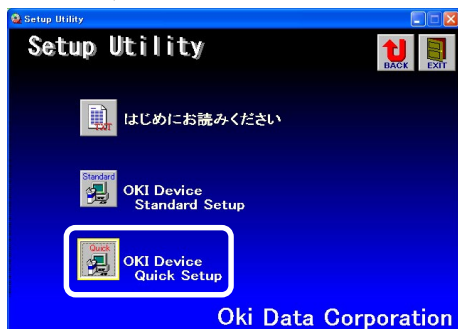 Setup Utility
Setup Utility
BACK
EXIT
TXT
はじめにお読みください
Standard
OKI Device
Standard Setup
Quick
OKI Device
Quick Setup
Oki Data Corporation